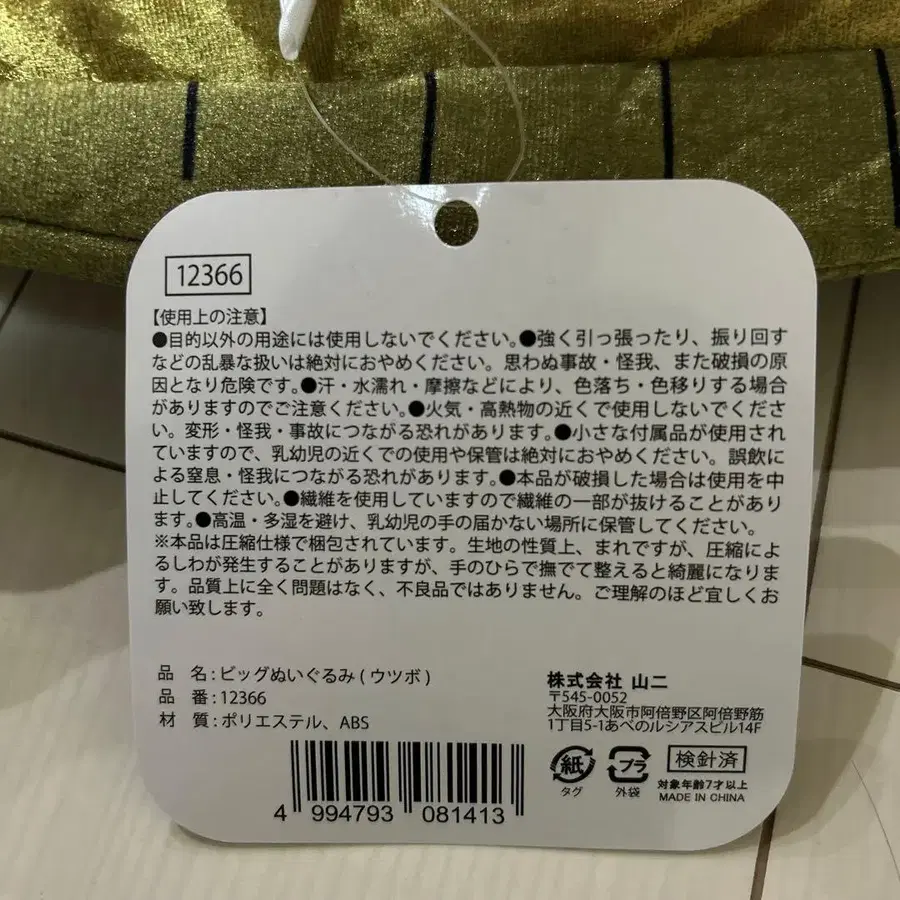 12366
【使用上の注意】
●目的以外の用途には使用しないでください。●強く引っ張ったり、振り回す
などの乱暴な扱いは絶対におやめください。思わぬ事故・怪我、また破損の原
因となり危険です。●汗・水濡れ・摩擦などにより、色落ち・色移りする場合
がありますのでご注意ください。●火気・高熱物の近くで使用しないでくださ
い。変形・怪我・事故につながる恐れがあります。●小さな付属品が使用され
ていますので、乳幼児の近くでの使用や保管は絶対におやめください。誤飲に
よる窒息・怪我につながる恐れがあります。●本品が破損した場合は使用を中
止してください。●繊維を使用していますので繊維の一部が抜けることがあり
ます。●高温・多湿を避け、乳幼児の手の届かない場所に保管してください。
※本品は圧縮仕様で梱包されています。生地の性質上、まれですが、圧縮によ
るしわが発生することがありますが、手のひらで撫でて整えると綺麗になりま
す。品質上に全く問題はなく、不良品ではありません。ご理解のほど宜しくお
願い致します。
品 名:ビッグぬいぐるみ(ウツボ)
品 番:12366
材 質:ポリエステル、ABS
株式会社 山二
〒545-0052
大阪府大阪市阿倍野区阿倍野筋
1丁目5-1あべのルシアスビル14F
紙
タグ
プラ
外袋
検針済
対象年齢7才以上
MADE IN CHINA
4 994793 081413